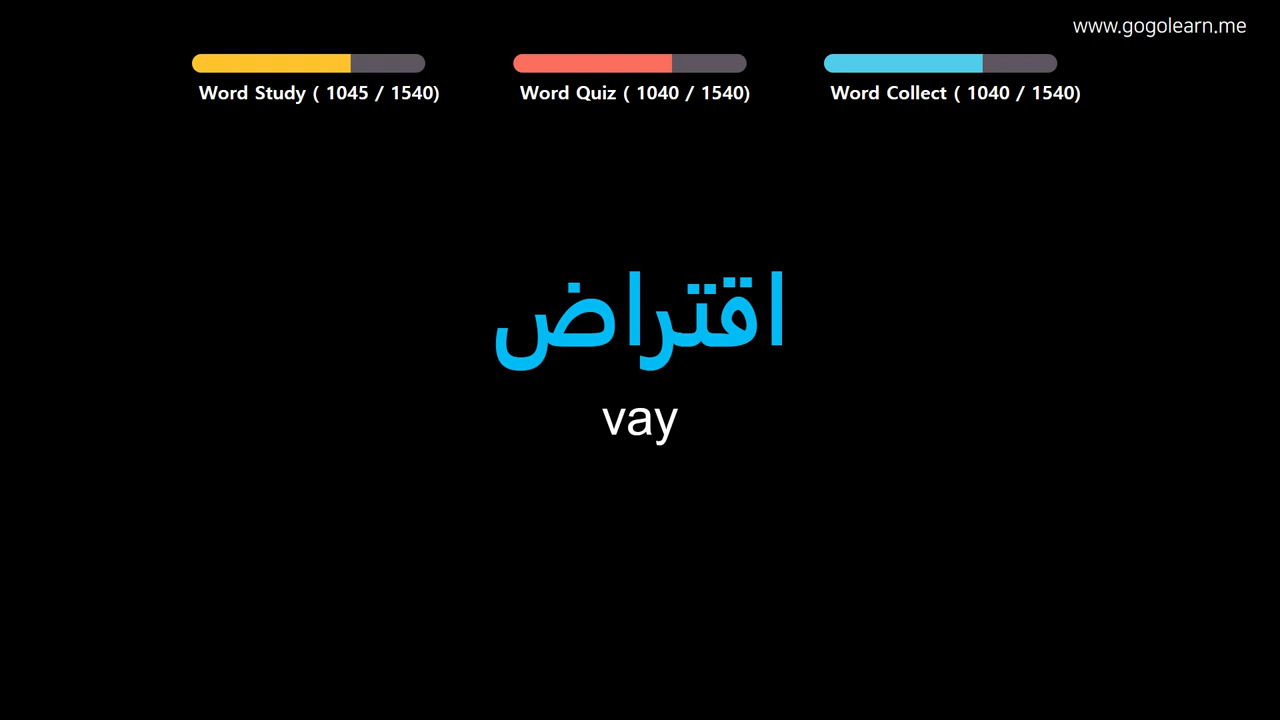 www.gogolearn.me
Word Study ( 1045 / 1540)
Word Quiz ( 1040 / 1540)
Word Collect ( 1040 / 1540)
اقتراض
vay